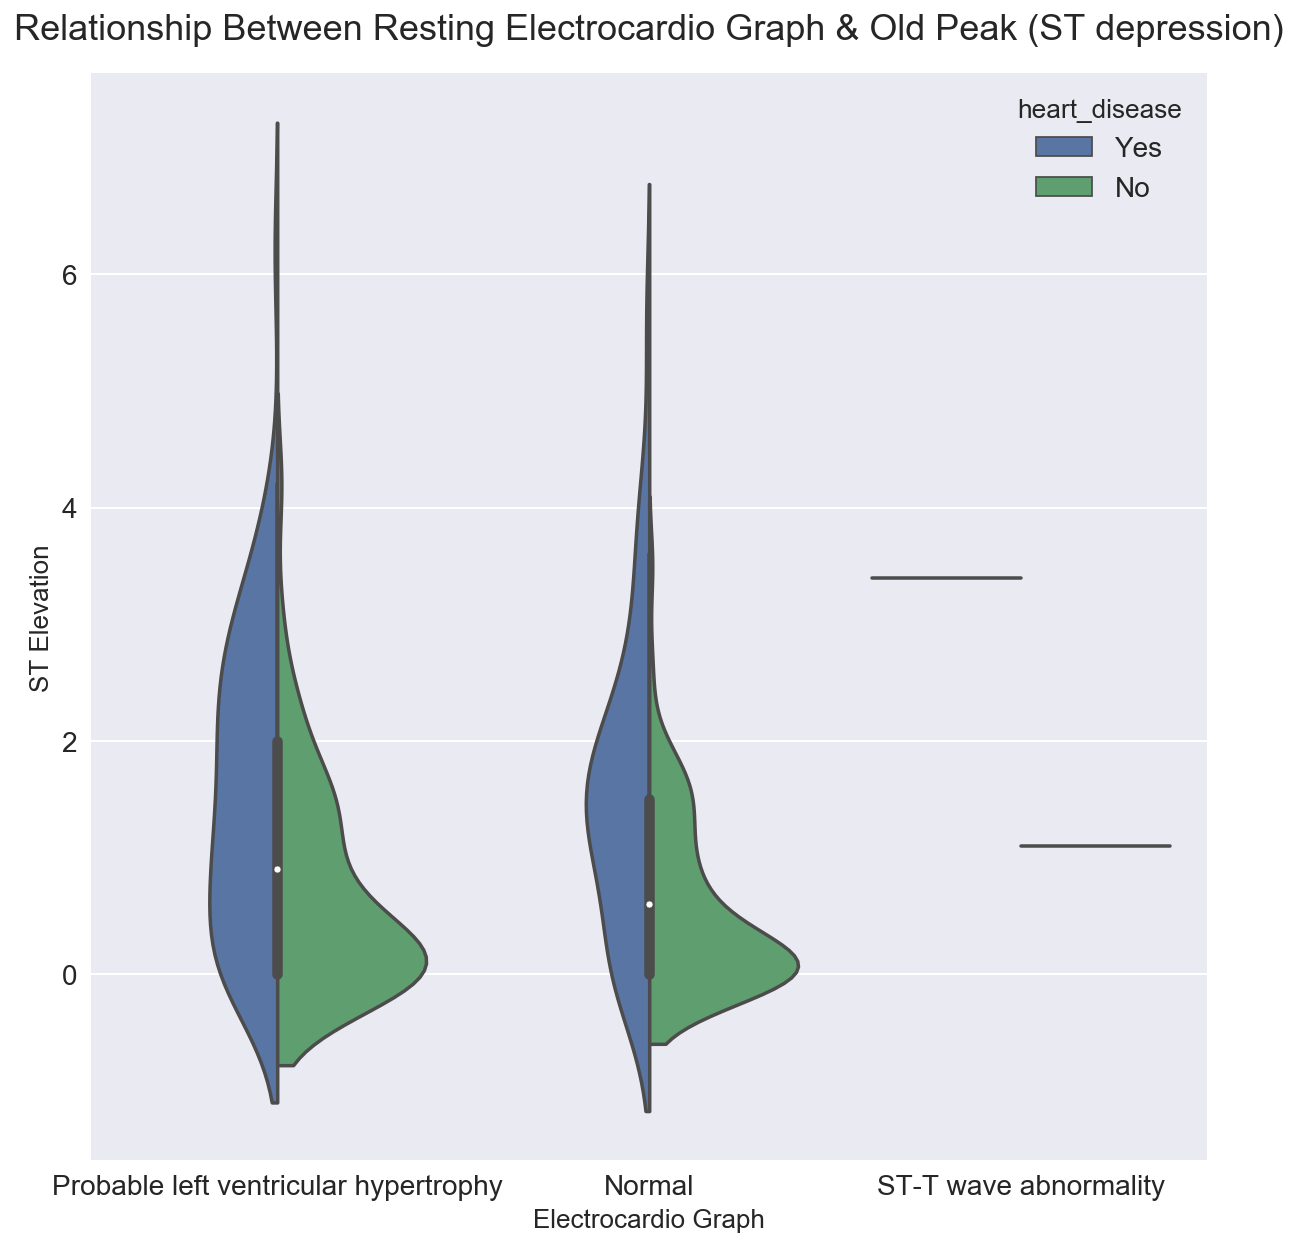 Relationship Between Resting Electrocardio Graph & Old Peak (ST depression)
heart_disease
Yes
No
6
4
2
0
ST Elevation
Probable left ventricular hypertrophy
Normal
ST-T wave abnormality
Electrocardio Graph